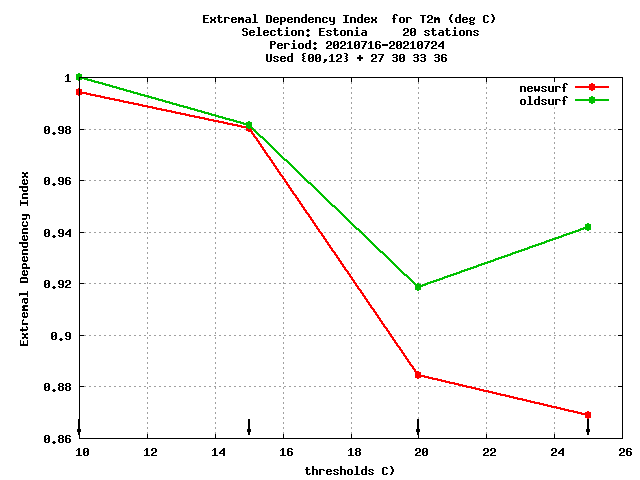 Extremal Dependency Index  for T2m (deg C)
Selection: Estonia     20 stations
Period: 20210716-20210724
Used {00,12} + 27 30 33 36
newsurf
oldsurf
1
0.98
0.96
0.94
0.92
0.9
0.88
0.86
Extremal Dependency Index
10 12 14 16 18 20 22 24 26
thresholds C)